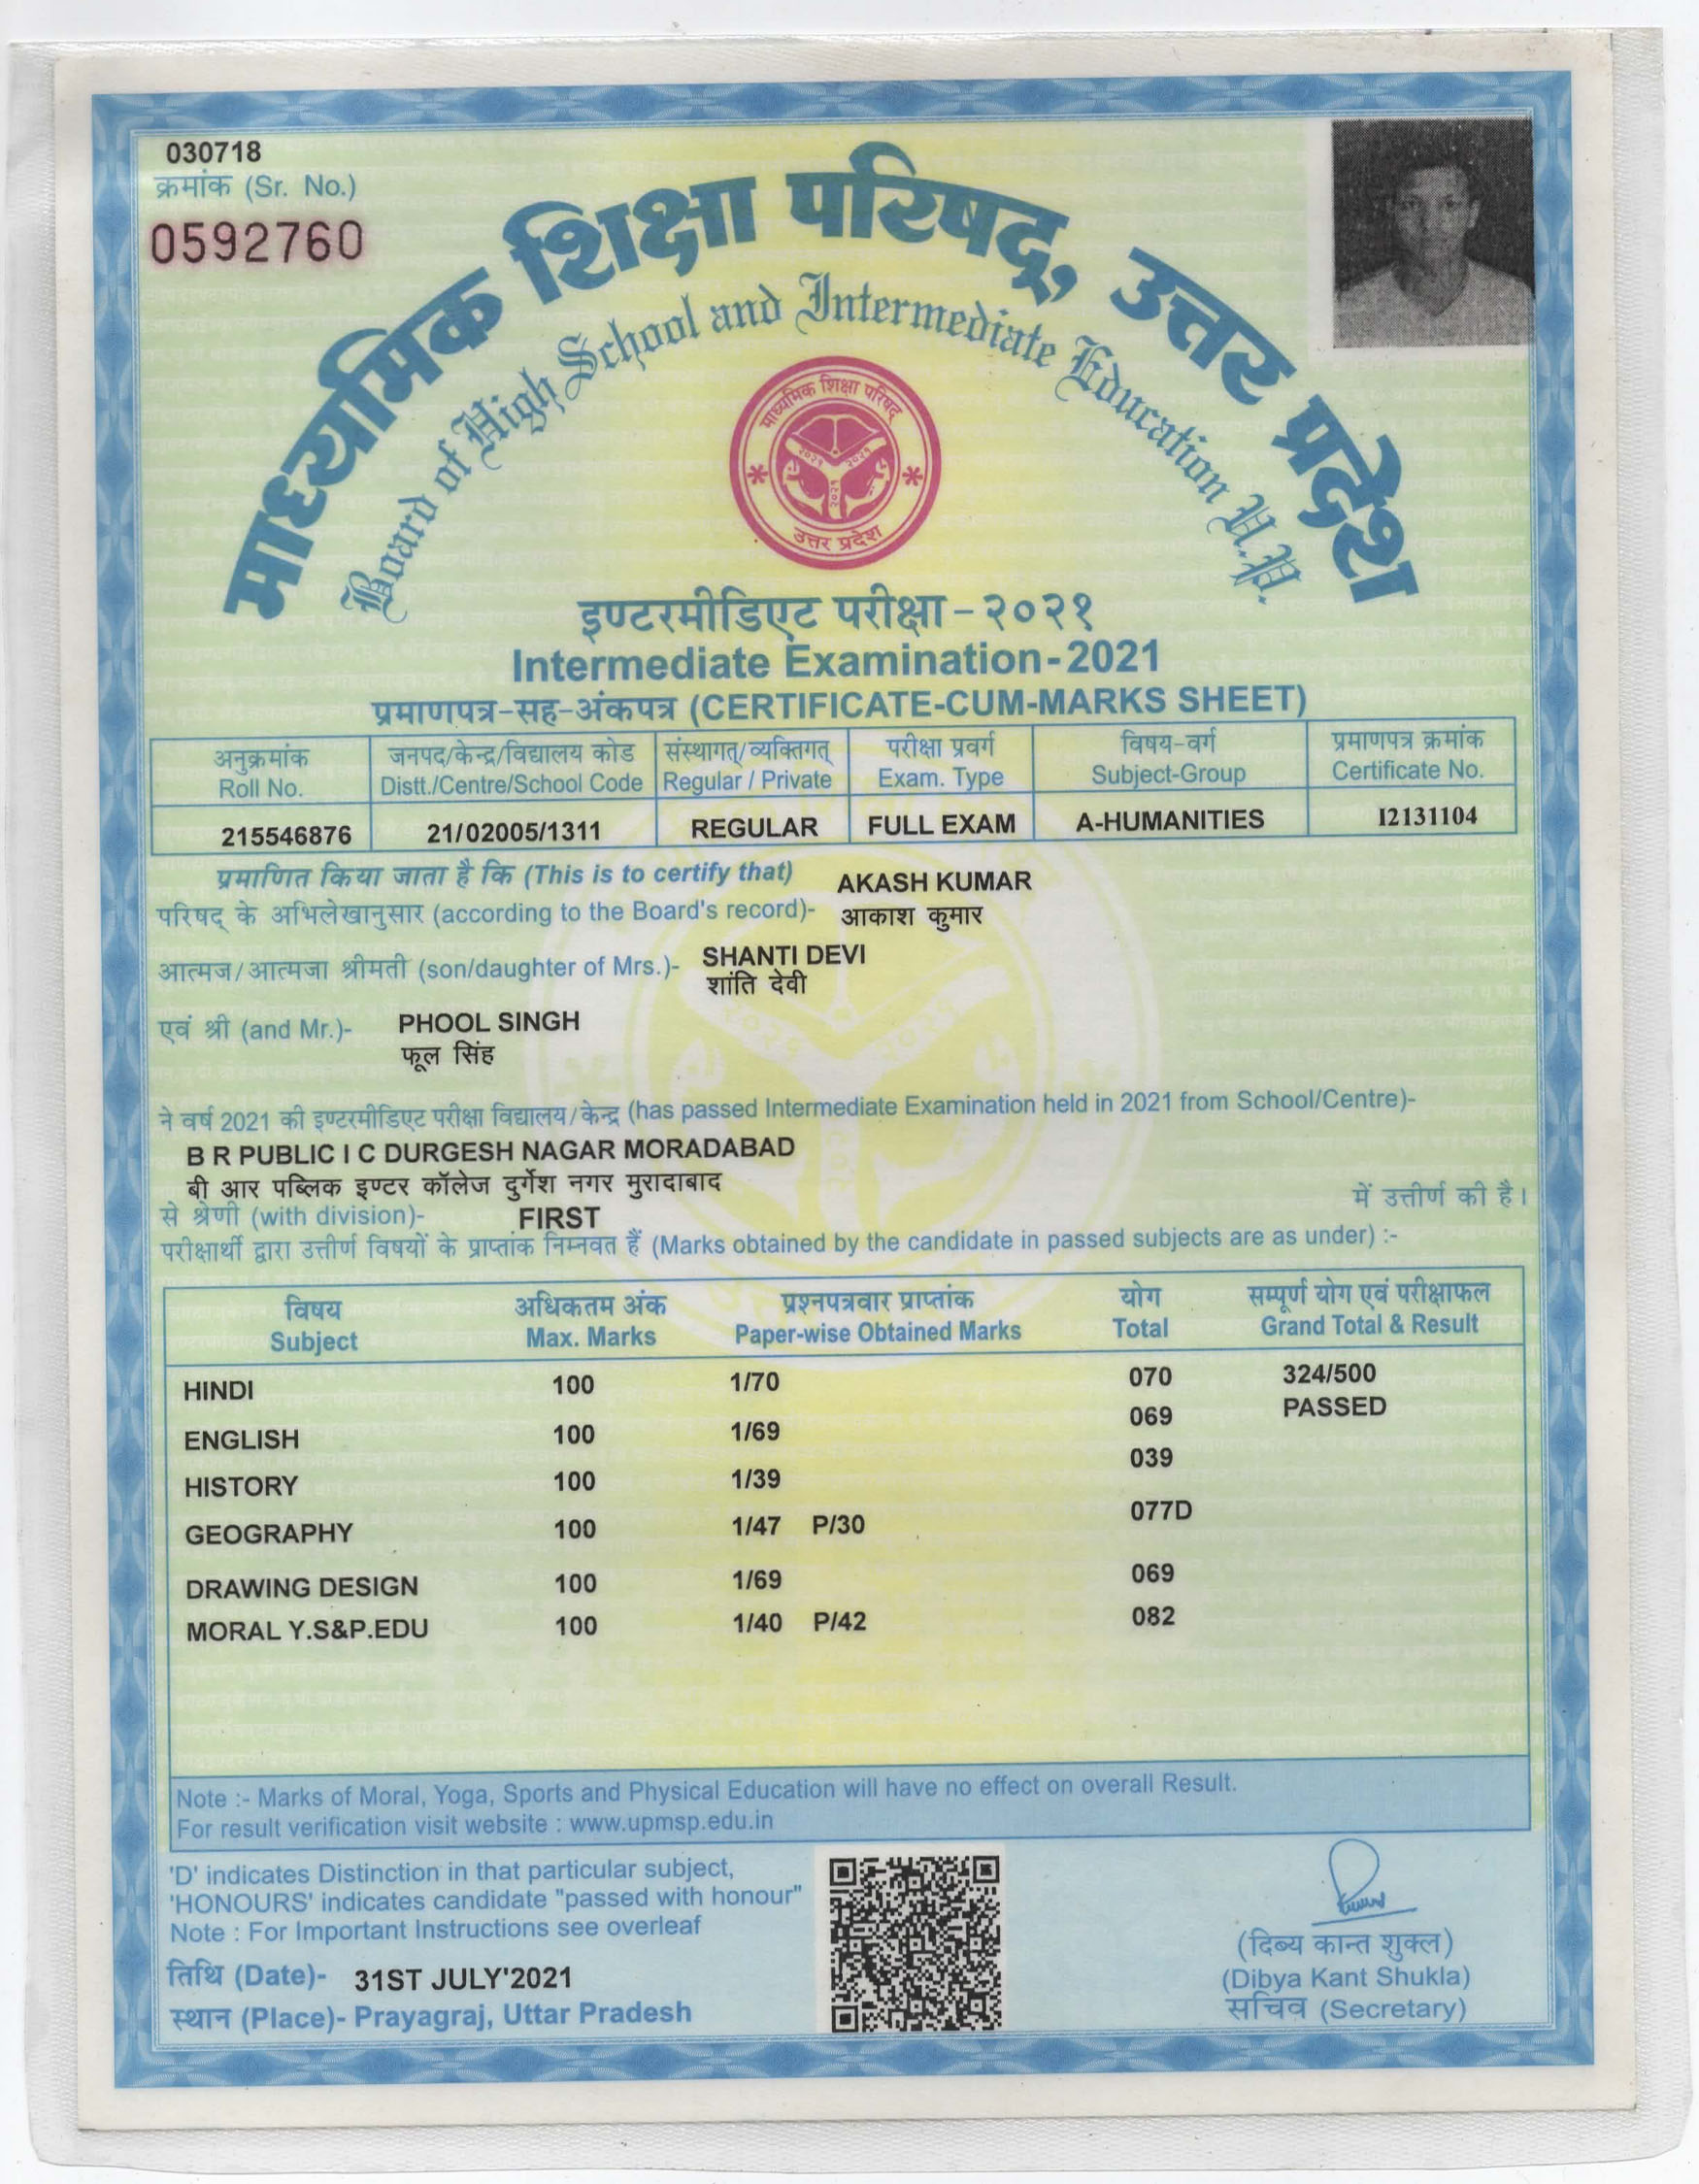 030718
क्रमांक (Sr. No.)
0592760
माध्यमिक शिक्षा परिषद्, उत्तर प्रदेश
Board of High School and Intermediate Education U.P.
माध्यमिक शिक्षा परिषद्
२०२१ २०२१
२०२१
उत्तर प्रदेश
इण्टरमीडिएट परीक्षा-२०२१
Intermediate Examination-2021
प्रमाणपत्र-सह-अंकपत्र (CERTIFICATE-CUM-MARKS SHEET)
अनुक्रमांक जनपद/केन्द्र/विद्यालय कोड संस्थागत्/व्यक्तिगत् परीक्षा प्रवर्ग विषय-वर्ग प्रमाणपत्र क्रमांक
Roll No. Distt./Centre/School Code Regular / Private Exam. Type Subject-Group Certificate No.
215546876 21/02005/1311 REGULAR FULL EXAM A-HUMANITIES I2131104
प्रमाणित किया जाता है कि (This is to certify that) AKASH KUMAR
परिषद् के अभिलेखानुसार (according to the Board's record)- आकाश कुमार
आत्मज/आत्मजा श्रीमती (son/daughter of Mrs.)- SHANTI DEVI
शांति देवी
एवं श्री (and Mr.)- PHOOL SINGH
फूल सिंह
ने वर्ष 2021 की इण्टरमीडिएट परीक्षा विद्यालय/केन्द्र (has passed Intermediate Examination held in 2021 from School/Centre)-
B R PUBLIC I C DURGESH NAGAR MORADABAD
बी आर पब्लिक इण्टर कॉलेज दुर्गेश नगर मुरादाबाद में उत्तीर्ण की है।
से श्रेणी (with division)- FIRST
परीक्षार्थी द्वारा उत्तीर्ण विषयों के प्राप्तांक निम्नवत हैं (Marks obtained by the candidate in passed subjects are as under) :-
विषय अधिकतम अंक प्रश्नपत्रवार प्राप्तांक योग सम्पूर्ण योग एवं परीक्षाफल
Subject Max. Marks Paper-wise Obtained Marks Total Grand Total & Result
HINDI 100 1/70 070 324/500
PASSED
ENGLISH 100 1/69 069
HISTORY 100 1/39 039
GEOGRAPHY 100 1/47 P/30 077D
DRAWING DESIGN 100 1/69 069
MORAL Y.S&P.EDU 100 1/40 P/42 082
Note :- Marks of Moral, Yoga, Sports and Physical Education will have no effect on overall Result.
For result verification visit website : www.upmsp.edu.in
'D' indicates Distinction in that particular subject,
'HONOURS' indicates candidate "passed with honour"
Note : For Important Instructions see overleaf
तिथि (Date)- 31ST JULY'2021
स्थान (Place)- Prayagraj, Uttar Pradesh
(दिब्य कान्त शुक्ल)
(Dibya Kant Shukla)
सचिव (Secretary)